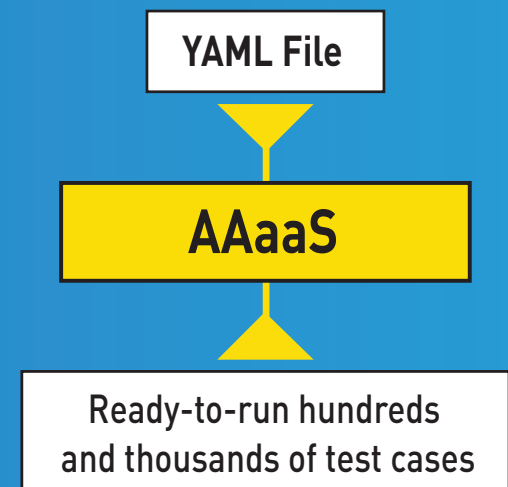 YAML File
AAaaS
Ready-to-run hundreds
and thousands of test cases